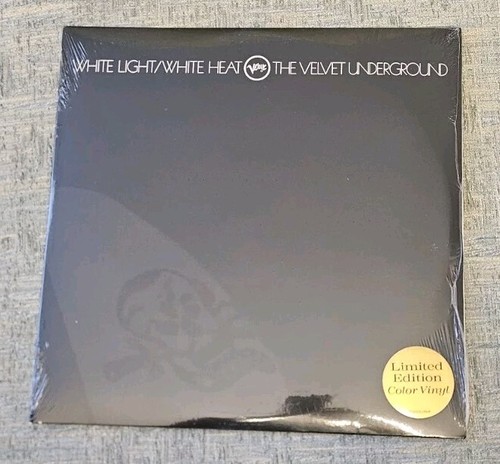 WHITE LIGHT/WHITE HEAT Verve THE VELVET UNDERGROUND
Limited
Edition
Color Vinyl